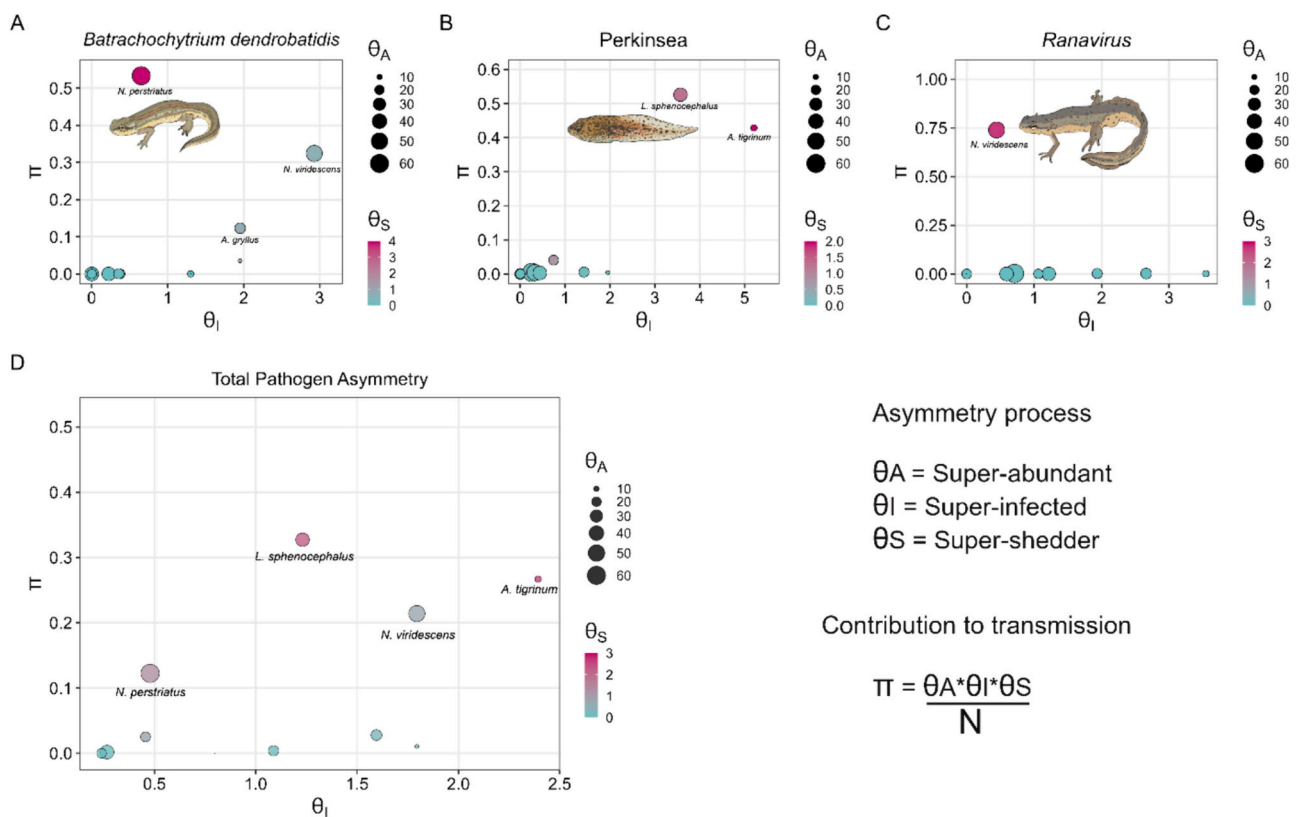 A
Batrachochytrium dendrobatidis
π
0.5
0.4
0.3
0.2
0.1
0.0
N. perstriatus
N. viridescens
A. gryllus
0 1 2 3
θI
θA
10
20
30
40
50
60
θS
4
3
2
1
0
B
Perkinsea
π
0.6
0.5
0.4
0.3
0.2
0.1
0.0
L. sphenocephalus
A. tigrinum
0 1 2 3 4 5
θI
θA
10
20
30
40
50
60
θS
2.0
1.5
1.0
0.5
0.0
C
Ranavirus
π
1.00
0.75
0.50
0.25
0.00
N. viridescens
0 1 2 3
θI
θA
10
20
30
40
50
60
θS
3
2
1
0
D
Total Pathogen Asymmetry
π
0.5
0.4
0.3
0.2
0.1
0.0
L. sphenocephalus
A. tigrinum
N. viridescens
N. perstriatus
0.5 1.0 1.5 2.0 2.5
θI
θA
10
20
30
40
50
60
θS
3
2
1
0
Asymmetry process
θA = Super-abundant
θI = Super-infected
θS = Super-shedder
Contribution to transmission
π = θA*θI*θS
N